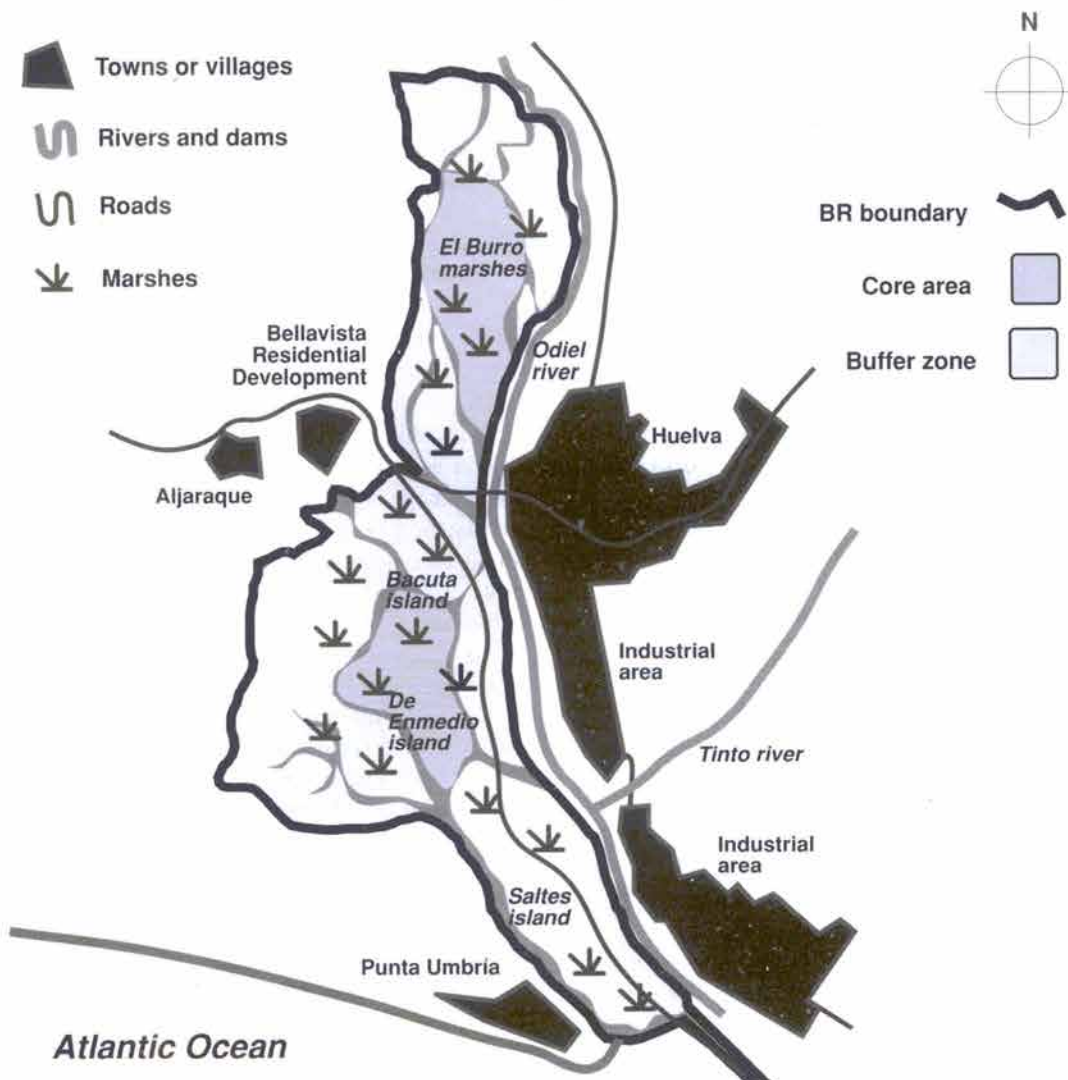 N
Towns or villages
Rivers and dams
Roads
Marshes
BR boundary
Core area
Buffer zone
El Burro
marshes
Bellavista
Residential
Development
Odiel
river
Huelva
Aljaraque
Bacuta
island
Industrial
area
De
Enmedio
island
Tinto river
Industrial
area
Saltes
island
Punta Umbría
Atlantic Ocean